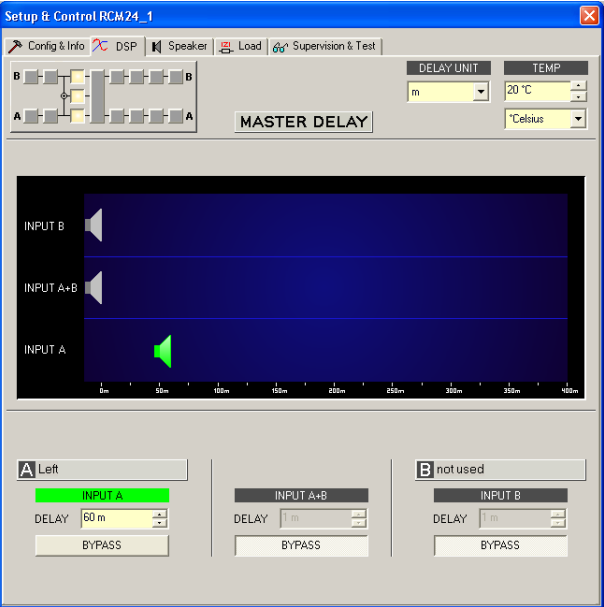 Setup & Control RCM24_1
Config & Info DSP Speaker Load Supervision & Test
B B
A A
MASTER DELAY
DELAY UNIT TEMP
m 20 °C
°Celsius
INPUT B
INPUT A+B
INPUT A
0m 50m 100m 150m 200m 250m 300m 350m 400m
A Left
INPUT A
DELAY 60 m
BYPASS
INPUT A+B
DELAY 1 m
BYPASS
B not used
INPUT B
DELAY 1 m
BYPASS